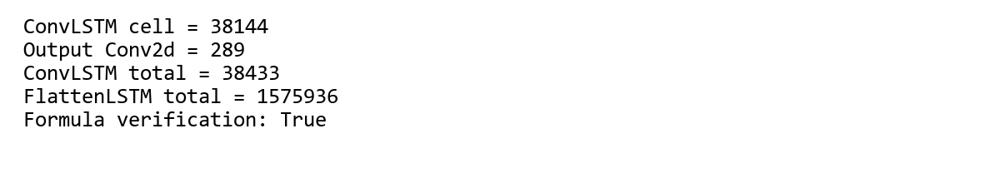 ConvLSTM cell = 38144
Output Conv2d = 289
ConvLSTM total = 38433
FlattenLSTM total = 1575936
Formula verification: True